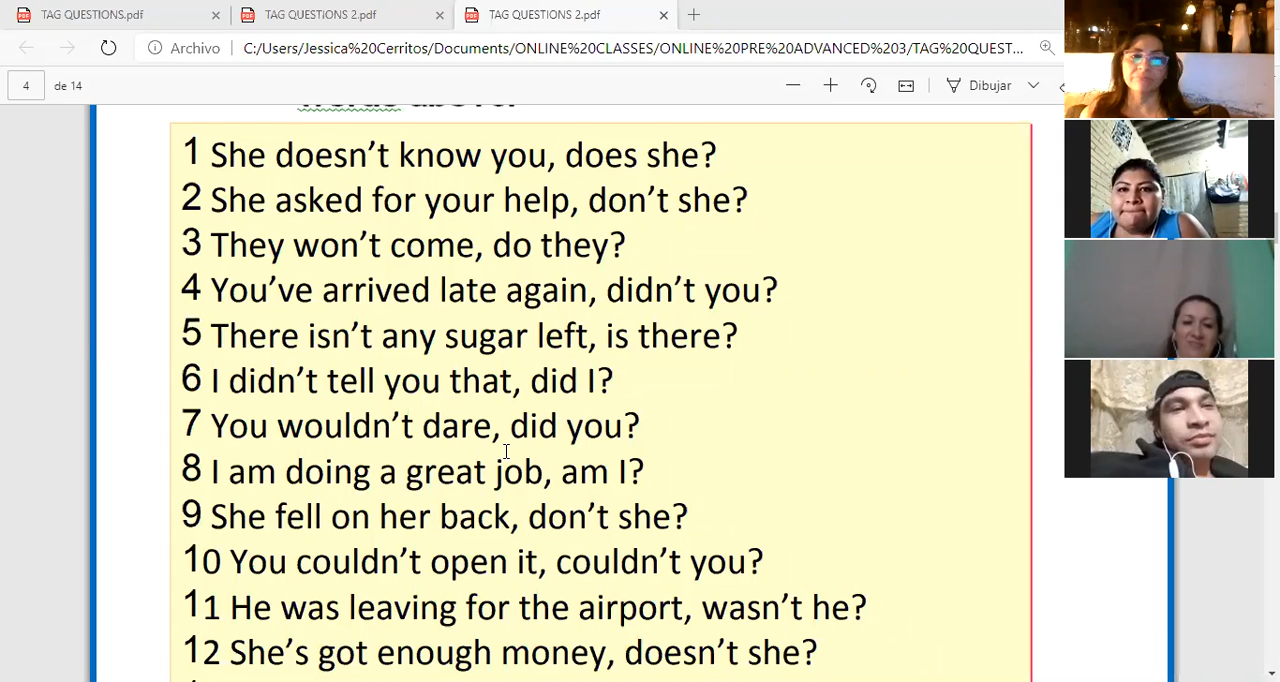 TAG QUESTIONS.pdf
TAG QUESTIONS 2.pdf
TAG QUESTIONS 2.pdf
Archivo
C:/Users/Jessica%20Cerritos/Documents/ONLINE%20CLASSES/ONLINE%20PRE%20ADVANCED%203/TAG%20QUEST...
4 de 14
Dibujar
1 She doesn't know you, does she?
2 She asked for your help, don't she?
3 They won't come, do they?
4 You've arrived late again, didn't you?
5 There isn't any sugar left, is there?
6 I didn't tell you that, did I?
7 You wouldn't dare, did you?
8 I am doing a great job, am I?
9 She fell on her back, don't she?
10 You couldn't open it, couldn't you?
11 He was leaving for the airport, wasn't he?
12 She's got enough money, doesn't she?